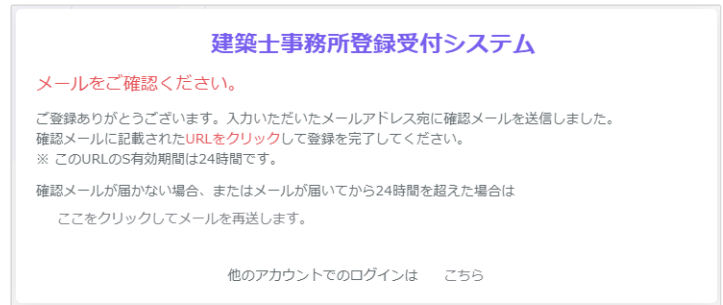 建築士事務所登録受付システム
メールをご確認ください。
ご登録ありがとうございます。入力いただいたメールアドレス宛に確認メールを送信しました。
確認メールに記載されたURLをクリックして登録を完了してください。
※ このURLのS有効期間は24時間です。
確認メールが届かない場合、またはメールが届いてから24時間を超えた場合は
ここをクリックしてメールを再送します。
他のアカウントでのログインは こちら